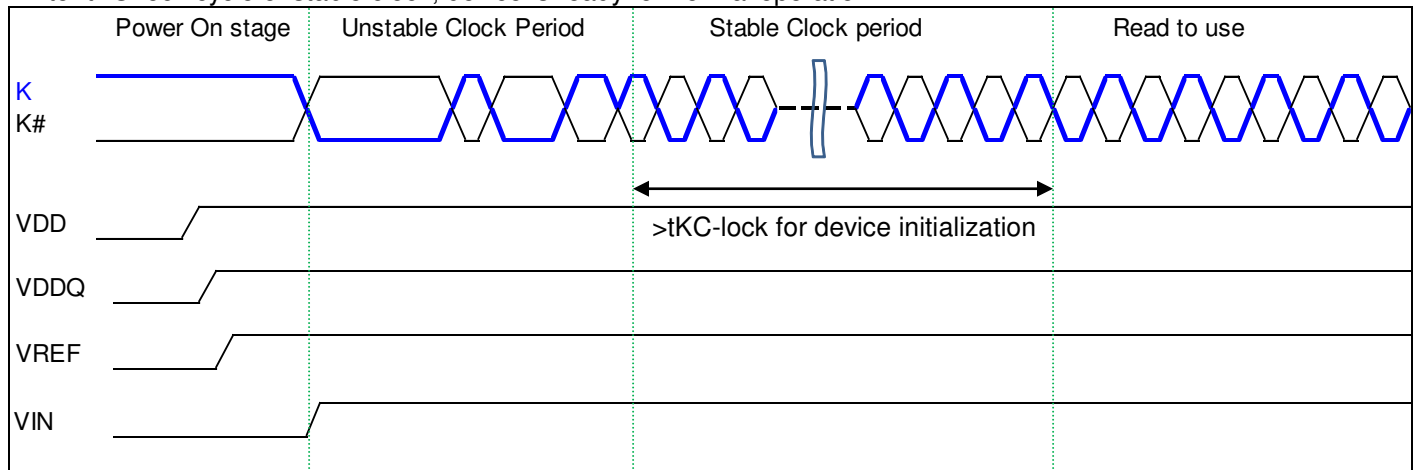 Power On stage Unstable Clock Period Stable Clock period Read to use
K
K#
VDD
>tKC-lock for device initialization
VDDQ
VREF
VIN